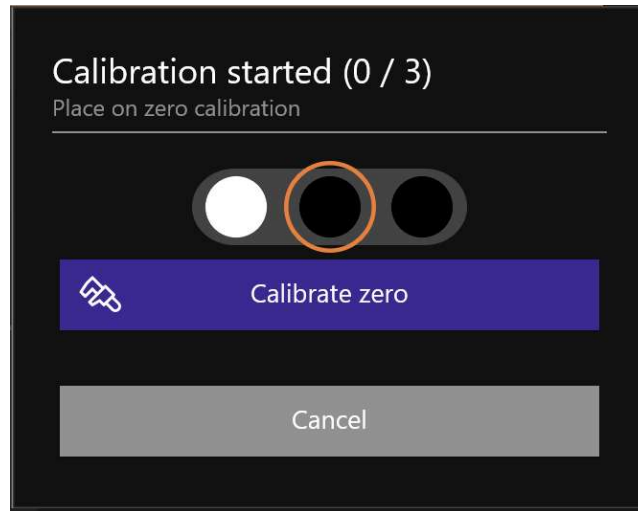 Calibration started (0 / 3)
Place on zero calibration
Calibrate zero
Cancel